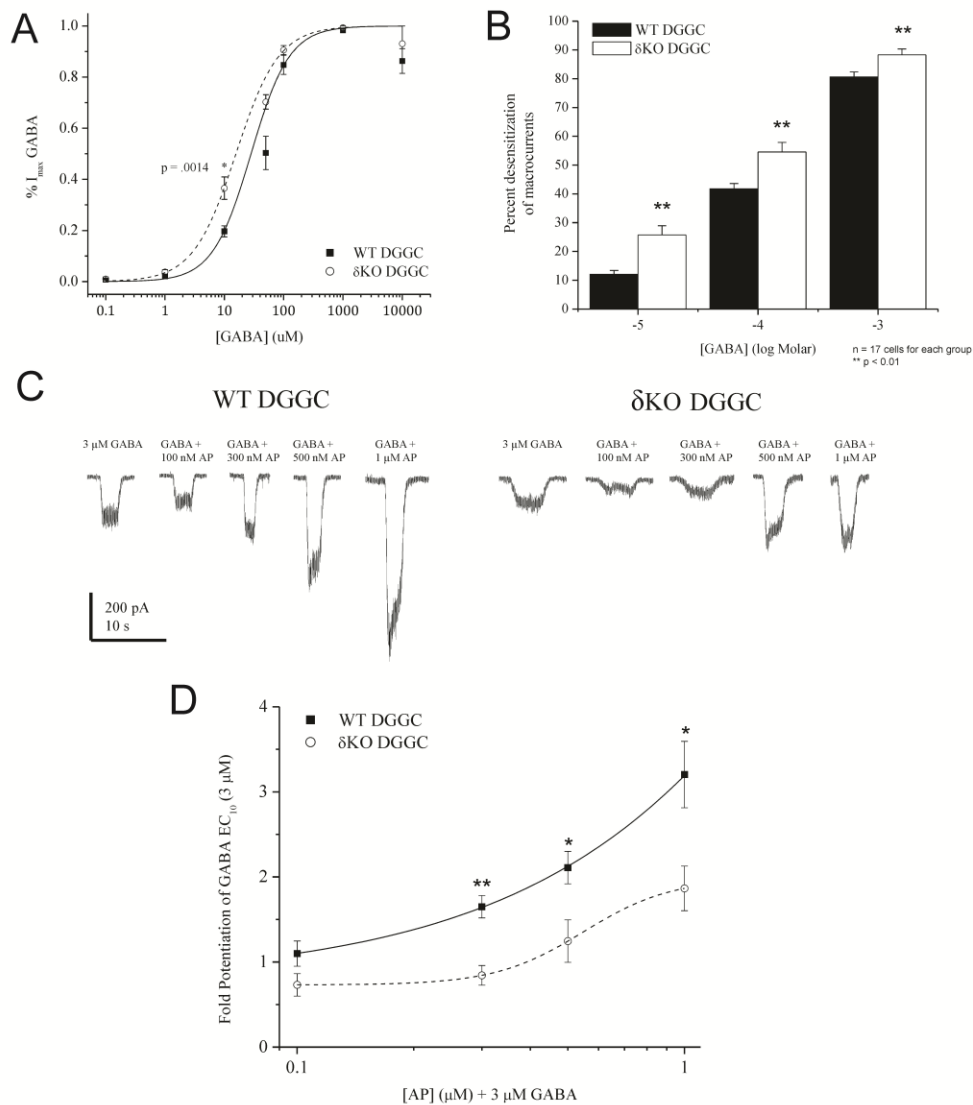 A
1.0
0.8
0.6
0.4
0.2
0.0
% Imax GABA
p = .0014
*
WT DGGC
δKO DGGC
0.1 1 10 100 1000 10000
[GABA] (uM)
B
WT DGGC
δKO DGGC
100
90
80
70
60
50
40
30
20
10
0
Percent desensitization
of macrocurrents
**
**
**
-5 -4 -3
[GABA] (log Molar)
n = 17 cells for each group
** p < 0.01
C
WT DGGC
3 μM GABA
GABA +
100 nM AP
GABA +
300 nM AP
GABA +
500 nM AP
GABA +
1 μM AP
δKO DGGC
3 μM GABA
GABA +
100 nM AP
GABA +
300 nM AP
GABA +
500 nM AP
GABA +
1 μM AP
200 pA
10 s
D
WT DGGC
δKO DGGC
4
3
2
1
0
Fold Potentiation of GABA EC10 (3 μM)
**
*
*
0.1 1
[AP] (μM) + 3 μM GABA